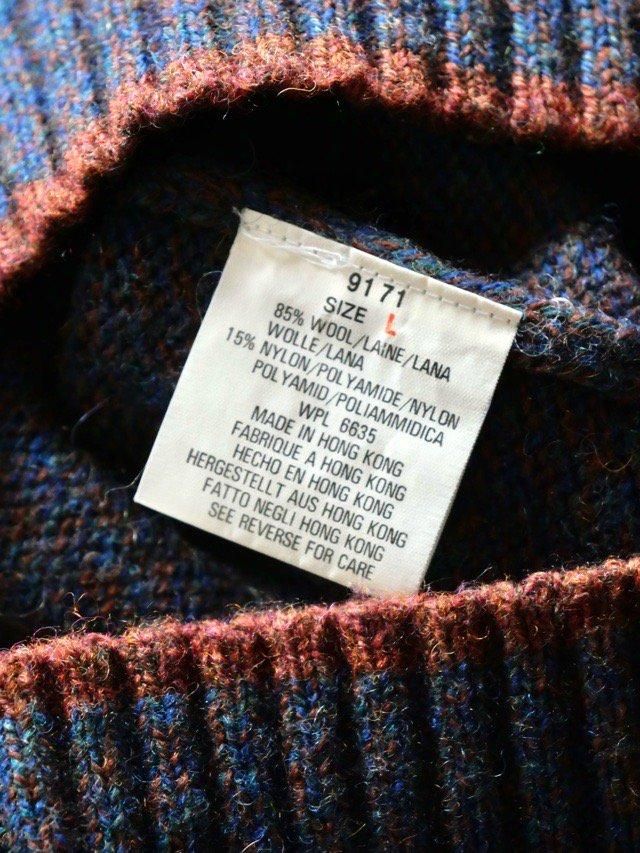 9171
SIZE L
85% WOOL/LAINE/LANA
WOLLE/LANA
15% NYLON/POLYAMIDE/NYLON
POLYAMID/POLIAMMIDICA
WPL 6635
MADE IN HONG KONG
FABRIQUE A HONG KONG
HECHO EN HONG KONG
HERGESTELLT AUS HONG KONG
FATTO NEGLI HONG KONG
SEE REVERSE FOR CARE